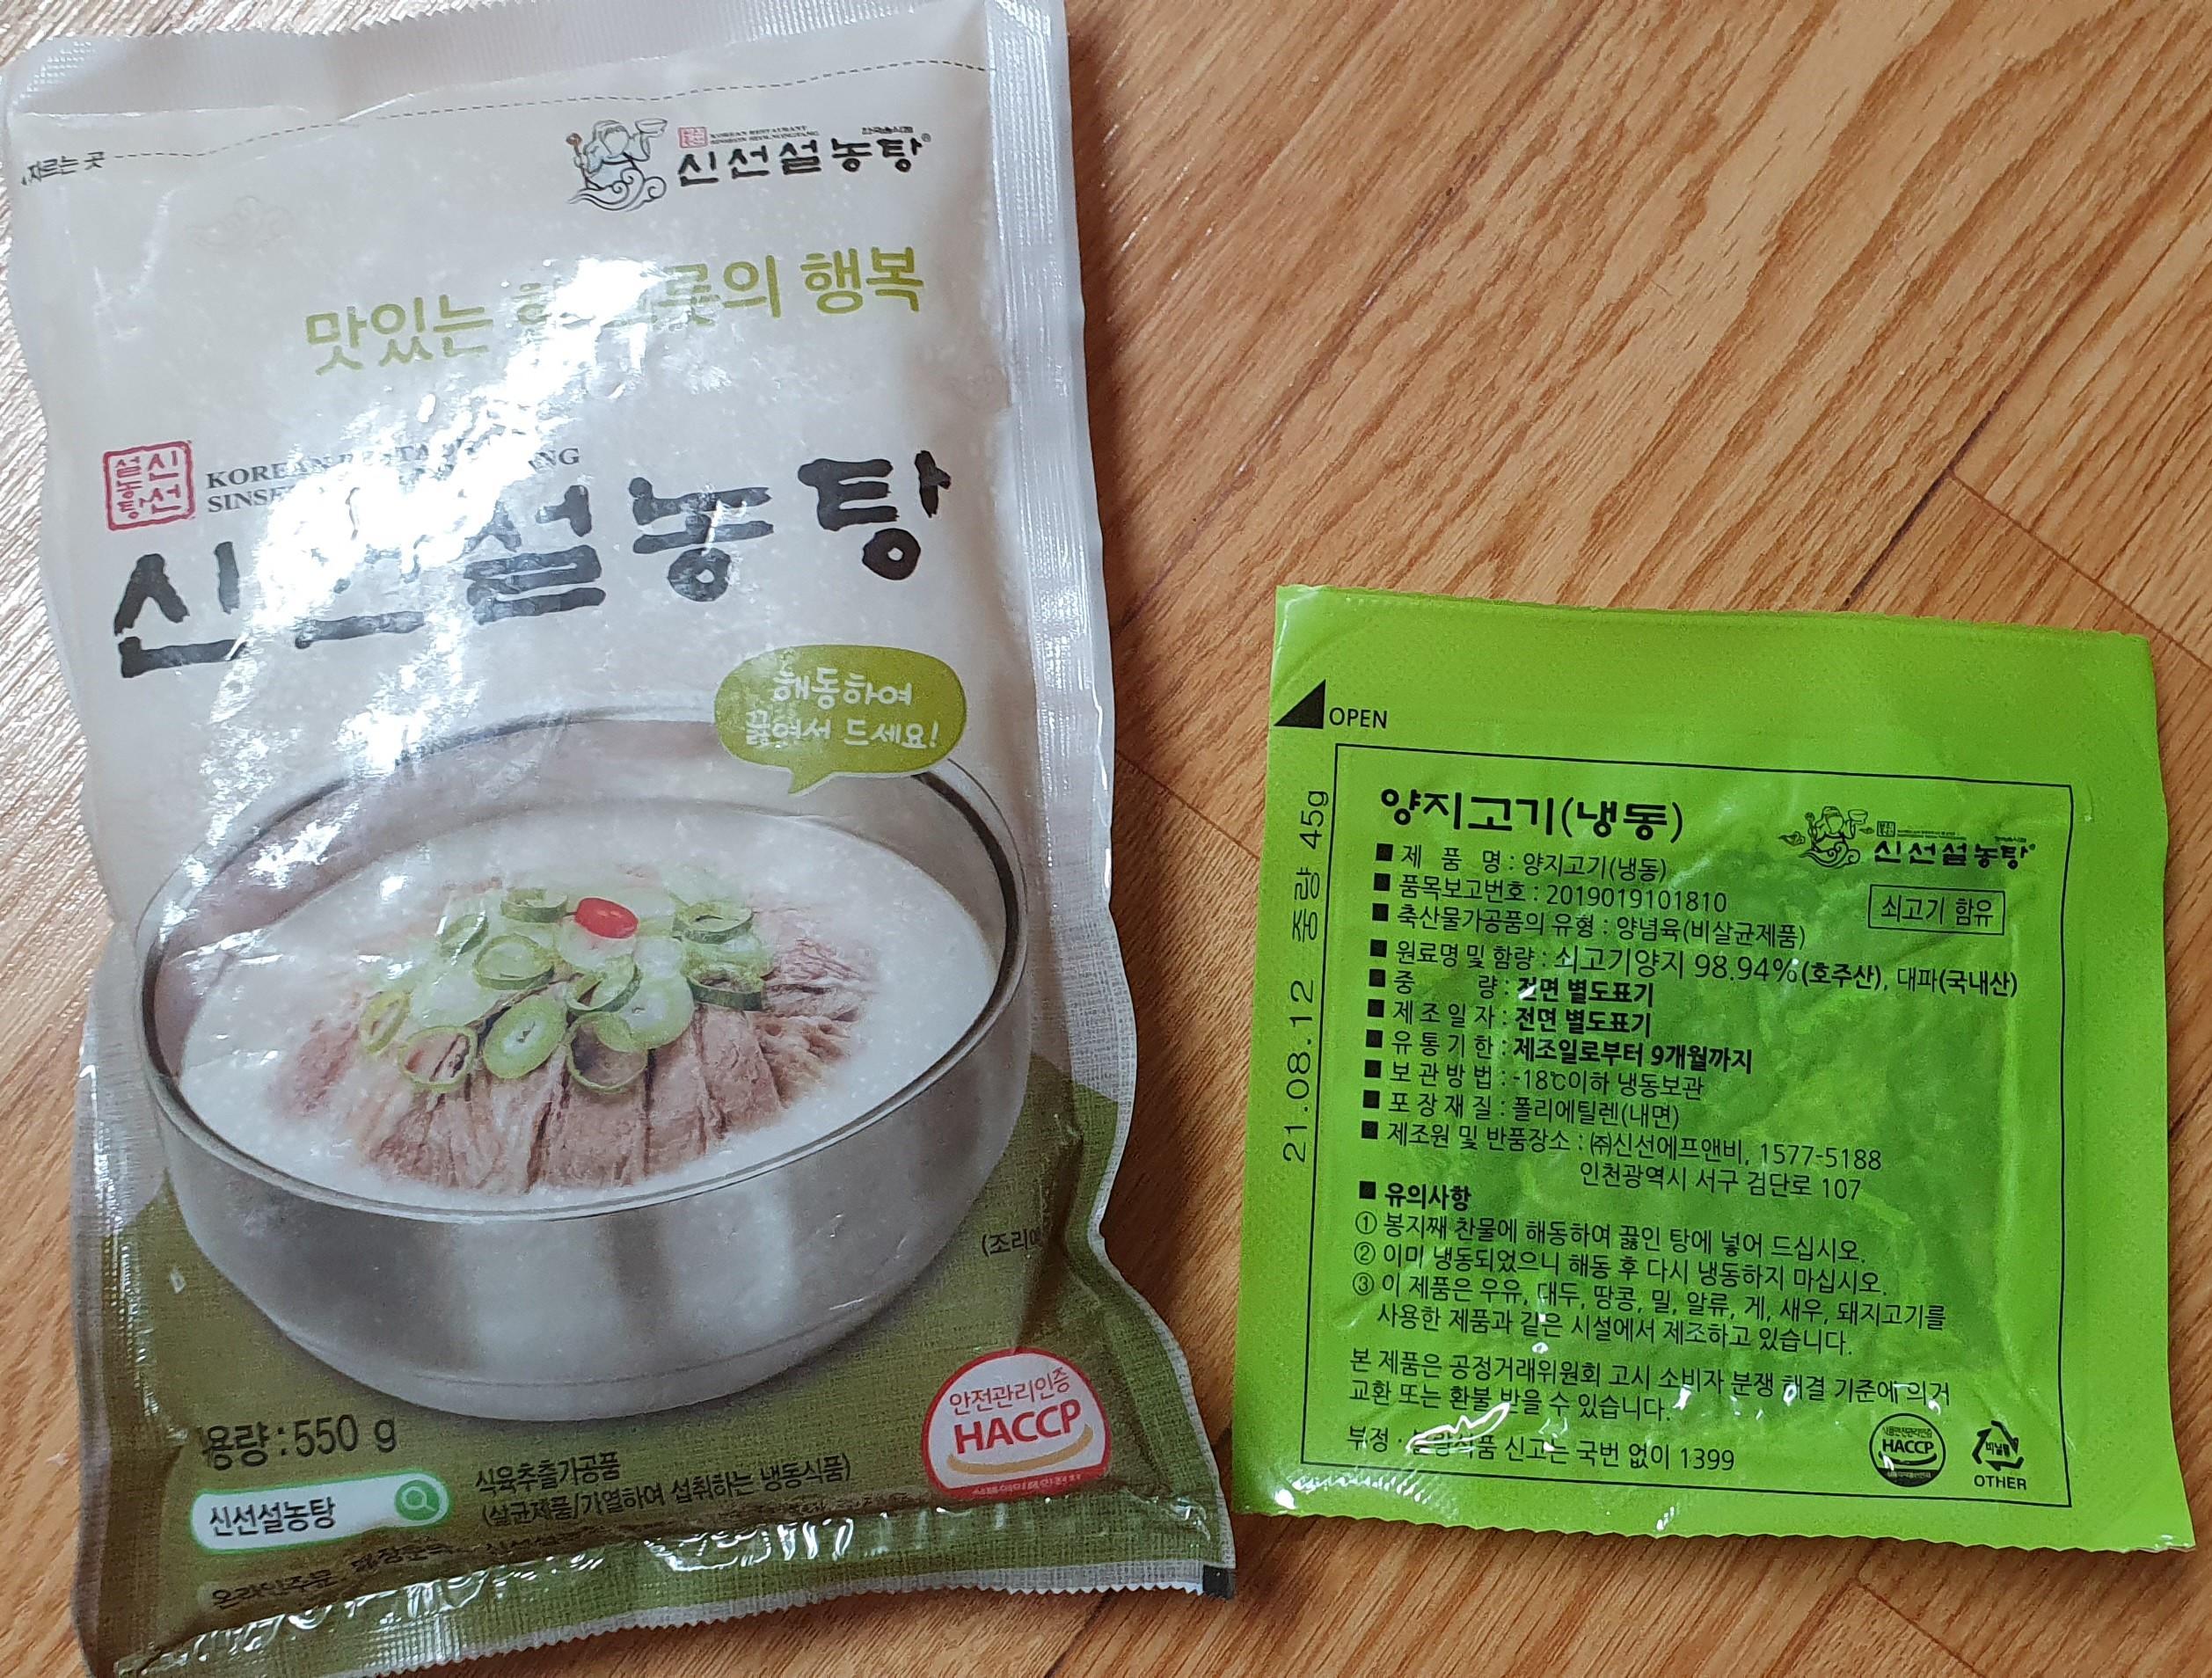 자르는 곳
신선설농탕
맛있는 한 그릇의 행복
신선설농탕
KOREAN
신선설농탕
해동하여
끓여서 드세요!
용량 : 550 g
신선설농탕
식육추출가공품
(살균제품/가열하여 섭취하는 냉동식품)
안전관리인증
HACCP
온라인주문
OPEN
21.08.12 중량 45g
양지고기(냉동)
신선설농탕
쇠고기 함유
■ 제 품 명 : 양지고기(냉동)
■ 품목보고번호 : 2019019101810
■ 축산물가공품의 유형 : 양념육(비살균제품)
■ 원료명 및 함량 : 쇠고기양지 98.94%(호주산), 대파(국내산)
■ 중 량 : 전면 별도표기
■ 제 조 일 자 : 전면 별도표기
■ 유 통 기 한 : 제조일로부터 9개월까지
■ 보 관 방 법 : -18℃이하 냉동보관
■ 포 장 재 질 : 폴리에틸렌(내면)
■ 제조원 및 반품장소 : ㈜신선에프앤비, 1577-5188
인천광역시 서구 검단로 107
■ 유의사항
① 봉지째 찬물에 해동하여 끓인 탕에 넣어 드십시오.
② 이미 냉동되었으니 해동 후 다시 냉동하지 마십시오.
③ 이 제품은 우유, 대두, 땅콩, 밀, 알류, 게, 새우, 돼지고기를
사용한 제품과 같은 시설에서 제조하고 있습니다.
본 제품은 공정거래위원회 고시 소비자 분쟁 해결 기준에 의거
교환 또는 환불 받을 수 있습니다.
부정 · 불량식품 신고는 국번 없이 1399
HACCP
비닐류
OTHER